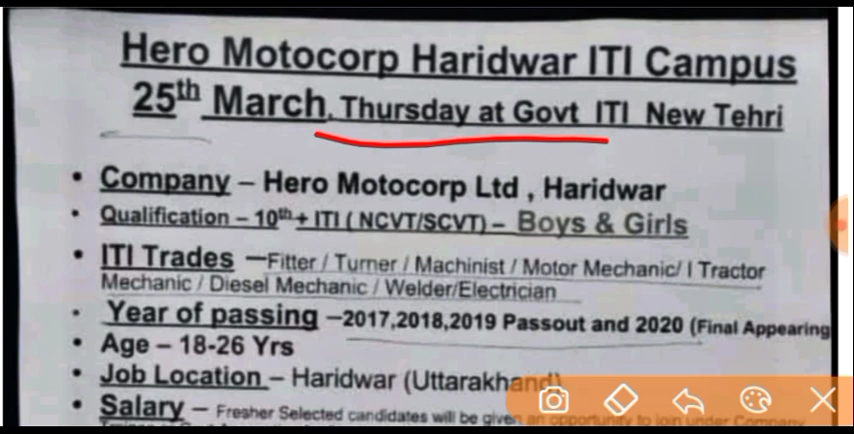 Hero Motocorp Haridwar ITI Campus
25th March, Thursday at Govt ITI New Tehri
• Company – Hero Motocorp Ltd , Haridwar
• Qualification – 10th + ITI ( NCVT/SCVT) – Boys & Girls
• ITI Trades –Fitter / Turner / Machinist / Motor Mechanic/ I Tractor
Mechanic / Diesel Mechanic / Welder/Electrician
• Year of passing –2017,2018,2019 Passout and 2020 (Final Appearing
• Age – 18-26 Yrs
• Job Location – Haridwar (Uttarakhand)
• Salary – Fresher Selected candidates will be given an opportunity to join under Company